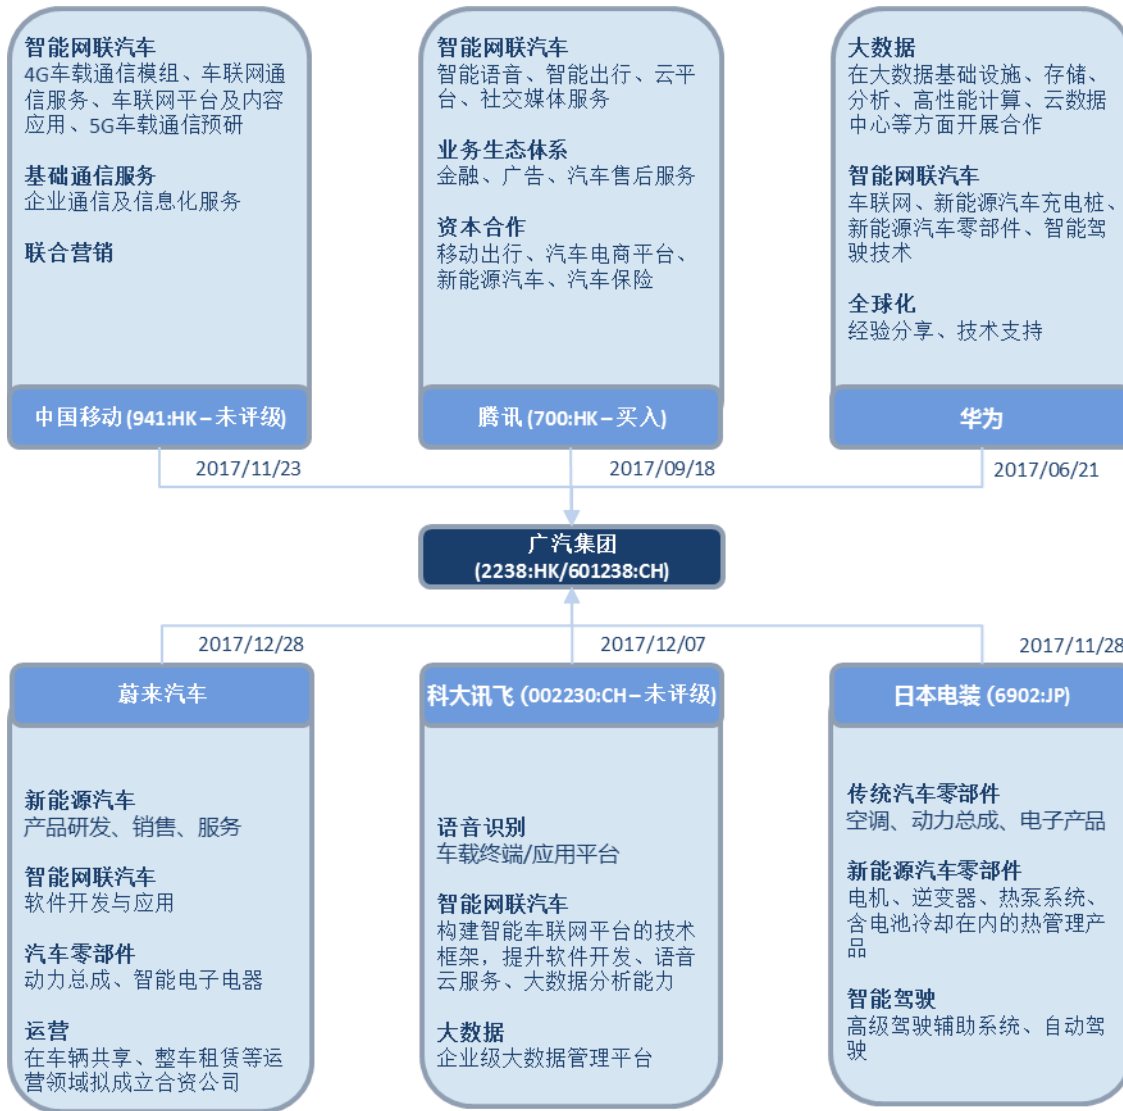 智能网联汽车
4G车载通信模组、车联网通
信服务、车联网平台及内容
应用、5G车载通信预研
基础通信服务
企业通信及信息化服务
联合营销
中国移动 (941:HK – 未评级)
2017/11/23
智能网联汽车
智能语音、智能出行、云平
台、社交媒体服务
业务生态体系
金融、广告、汽车售后服务
资本合作
移动出行、汽车电商平台、
新能源汽车、汽车保险
腾讯 (700:HK – 买入)
2017/09/18
大数据
在大数据基础设施、存储、
分析、高性能计算、云数据
中心等方面开展合作
智能网联汽车
车联网、新能源汽车充电桩、
新能源汽车零部件、智能驾
驶技术
全球化
经验分享、技术支持
华为
2017/06/21
广汽集团
(2238:HK/601238:CH)
2017/12/28
蔚来汽车
新能源汽车
产品研发、销售、服务
智能网联汽车
软件开发与应用
汽车零部件
动力总成、智能电子电器
运营
在车辆共享、整车租赁等运
营领域拟成立合资公司
2017/12/07
科大讯飞 (002230:CH – 未评级)
语音识别
车载终端/应用平台
智能网联汽车
构建智能车联网平台的技术
框架，提升软件开发、语音
云服务、大数据分析能力
大数据
企业级大数据管理平台
2017/11/28
日本电装 (6902:JP)
传统汽车零部件
空调、动力总成、电子产品
新能源汽车零部件
电机、逆变器、热泵系统、
含电池冷却在内的热管理产
品
智能驾驶
高级驾驶辅助系统、自动驾
驶